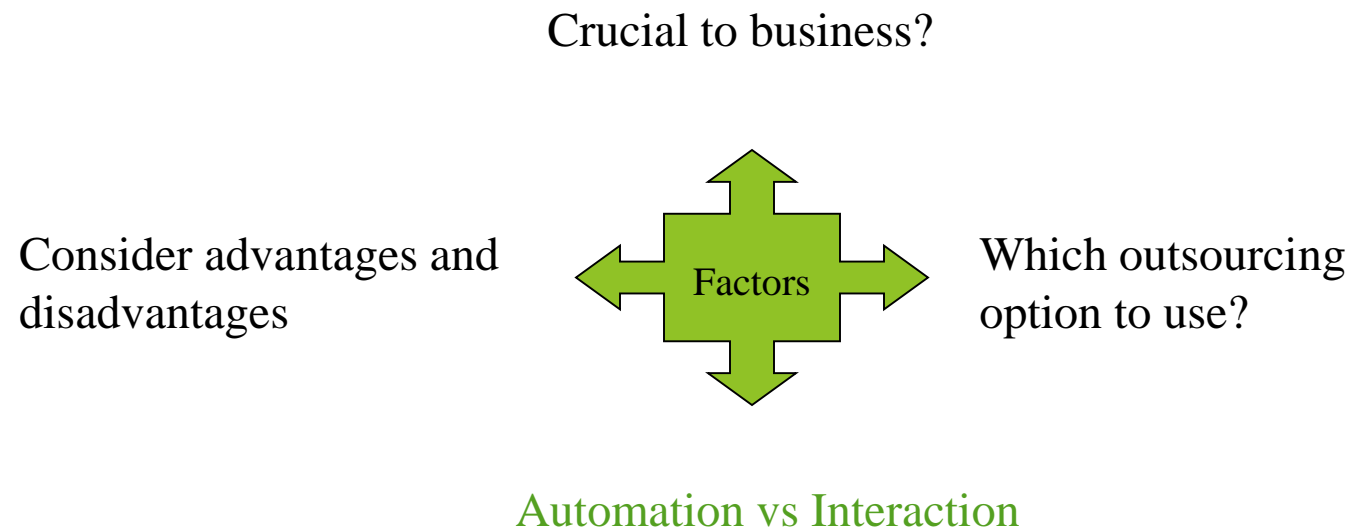 Crucial to business?
Consider advantages and
disadvantages
Factors
Which outsourcing
option to use?
Automation vs Interaction